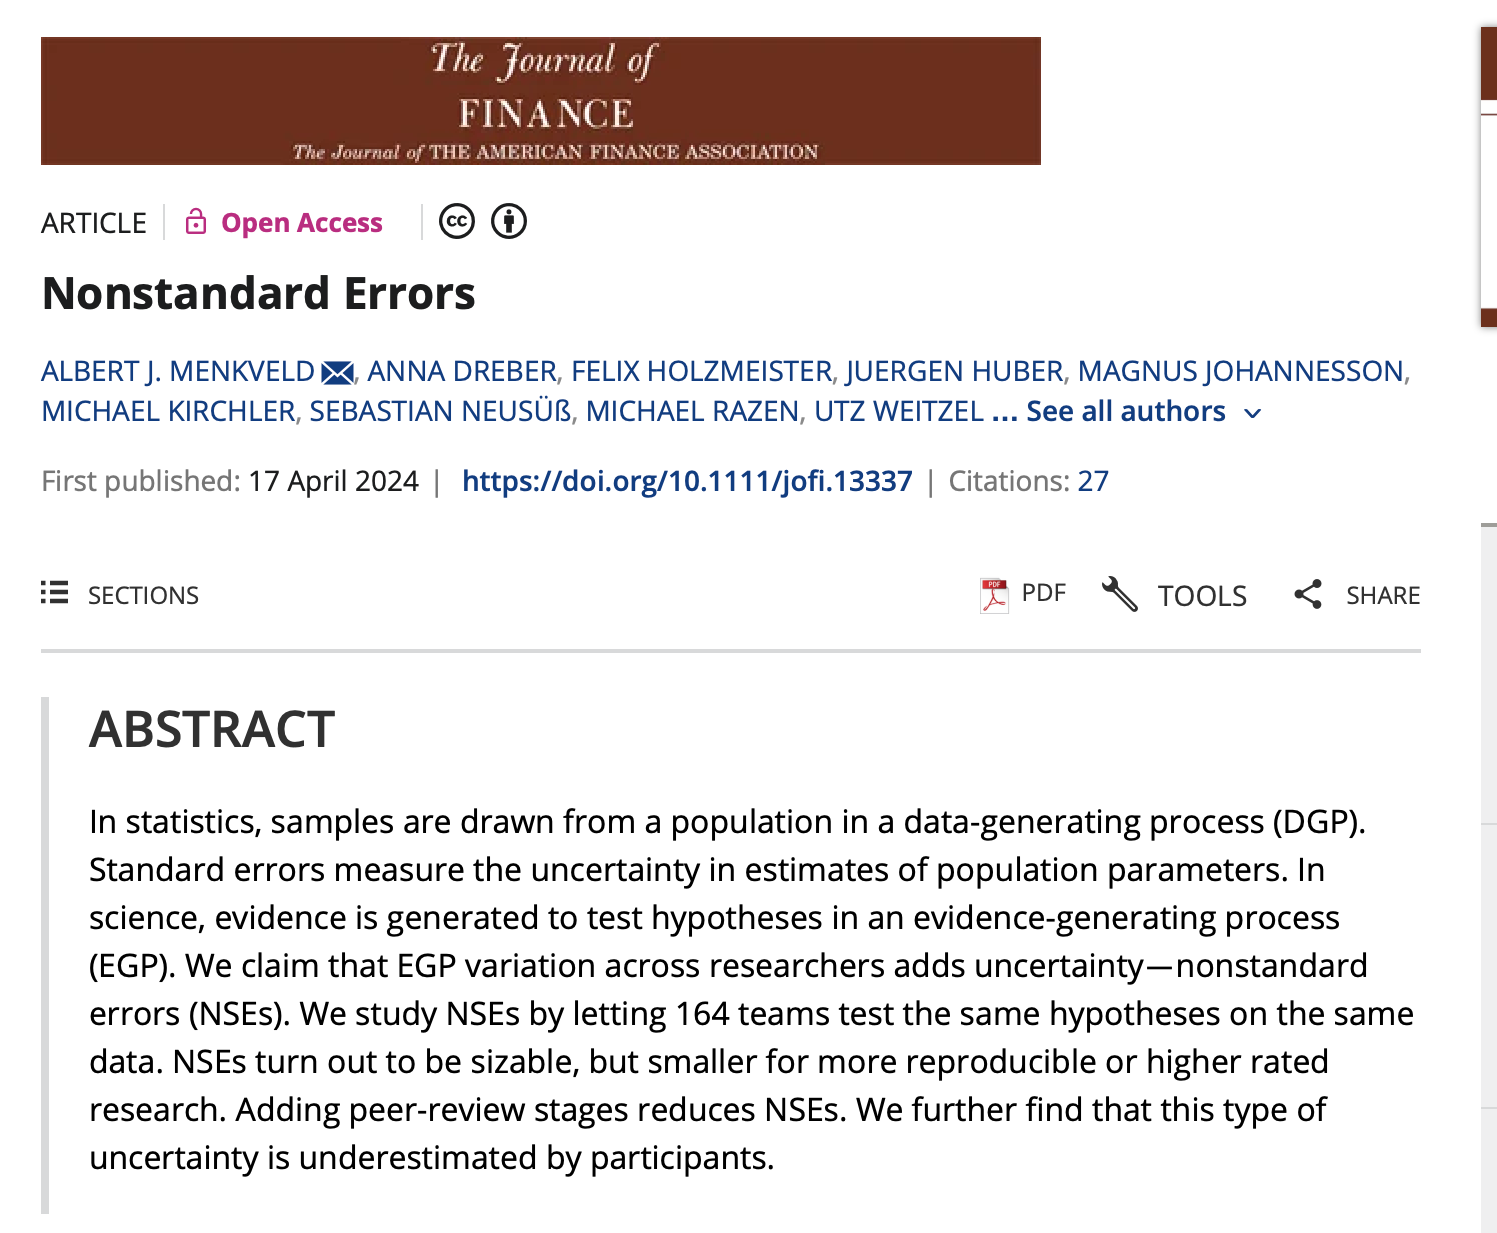 The Journal of
FINANCE
The Journal of THE AMERICAN FINANCE ASSOCIATION
ARTICLE Open Access cc
Nonstandard Errors
ALBERT J. MENKVELD, ANNA DREBER, FELIX HOLZMEISTER, JUERGEN HUBER, MAGNUS JOHANNESSON,
MICHAEL KIRCHLER, SEBASTIAN NEUSÜß, MICHAEL RAZEN, UTZ WEITZEL ... See all authors
First published: 17 April 2024 | https://doi.org/10.1111/jofi.13337 | Citations: 27
SECTIONS PDF PDF TOOLS SHARE
ABSTRACT
In statistics, samples are drawn from a population in a data-generating process (DGP).
Standard errors measure the uncertainty in estimates of population parameters. In
science, evidence is generated to test hypotheses in an evidence-generating process
(EGP). We claim that EGP variation across researchers adds uncertainty—nonstandard
errors (NSEs). We study NSEs by letting 164 teams test the same hypotheses on the same
data. NSEs turn out to be sizable, but smaller for more reproducible or higher rated
research. Adding peer-review stages reduces NSEs. We further find that this type of
uncertainty is underestimated by participants.